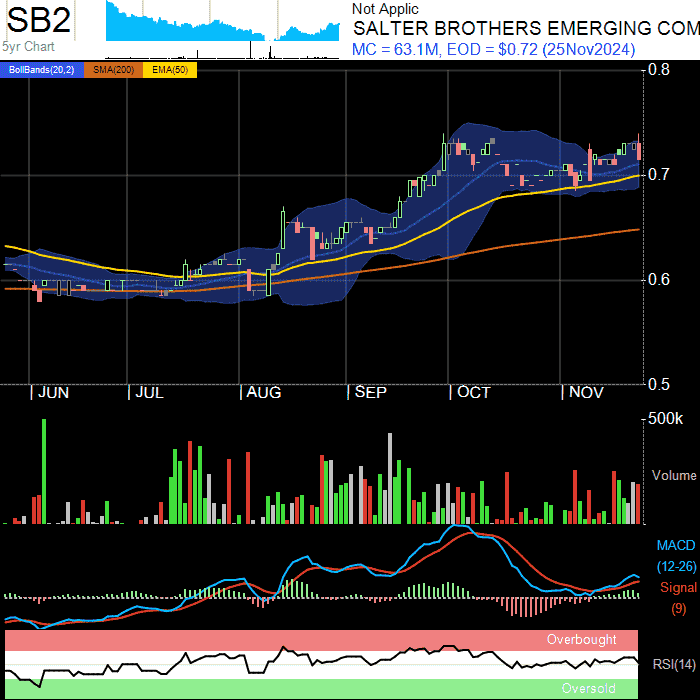 SB2
5yr Chart
Not Applic
SALTER BROTHERS EMERGING COM
MC = 63.1M, EOD = $0.72 (25Nov2024)
BollBands(20,2) SMA(200) EMA(50)
0.8
0.7
0.6
0.5
JUN JUL AUG SEP OCT NOV
500k
Volume
MACD
(12-26)
Signal
(9)
Overbought
RSI(14)
Oversold